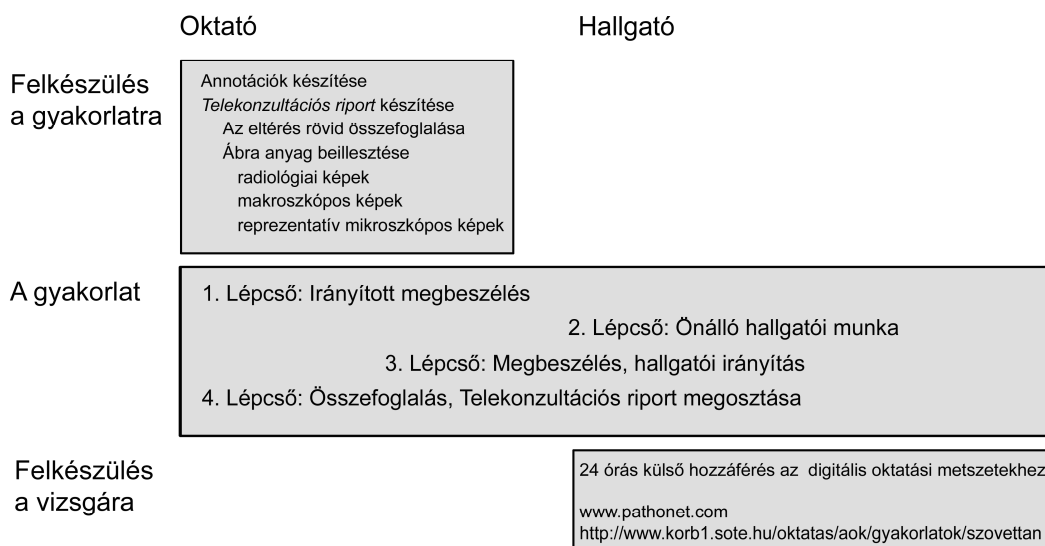 Oktató
Hallgató
Felkészülés
a gyakorlatra
Annotációk készítése
Telekonzultációs riport készítése
Az eltérés rövid összefoglalása
Ábra anyag beillesztése
radiológiai képek
makroszkópos képek
reprezentatív mikroszkópos képek
A gyakorlat
1. Lépcső: Irányított megbeszélés
2. Lépcső: Önálló hallgatói munka
3. Lépcső: Megbeszélés, hallgatói irányítás
4. Lépcső: Összefoglalás, Telekonzultációs riport megosztása
Felkészülés
a vizsgára
24 órás külső hozzáférés az digitális oktatási metszetekhez
www.pathonet.com
http://www.korb1.sote.hu/oktatas/aok/gyakorlatok/szovettan